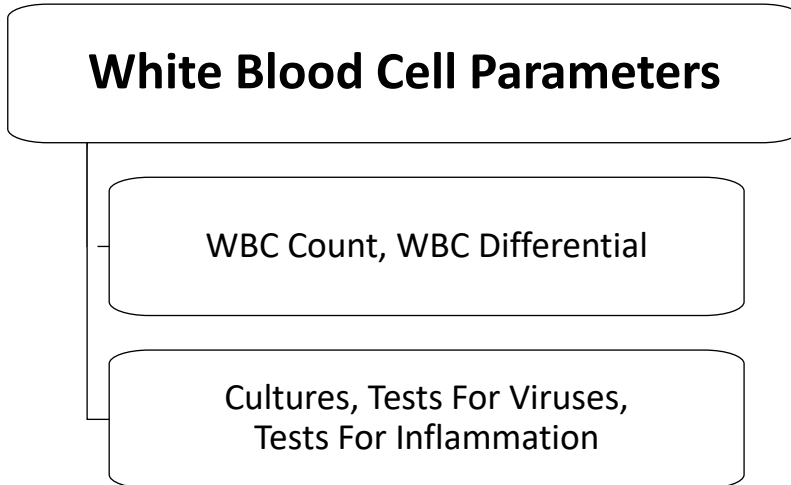 White Blood Cell Parameters
WBC Count, WBC Differential
Cultures, Tests For Viruses,
Tests For Inflammation